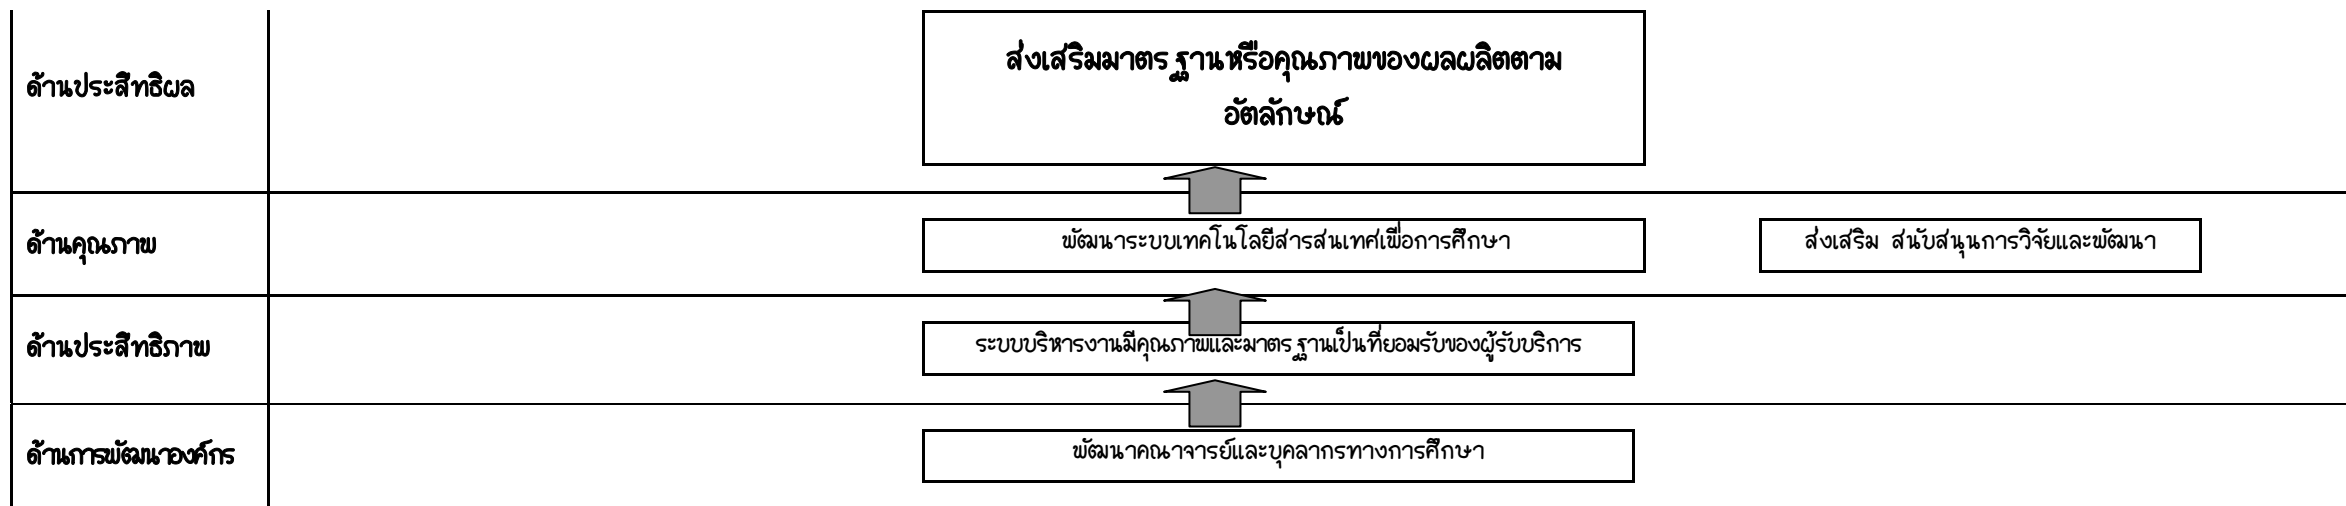 ส่งเสริมมาตรฐานหรือคุณภาพของผลผลิตตาม
อัตลักษณ์
ด้านประสิทธิผล
ด้านคุณภาพ
พัฒนาระบบเทคโนโลยีสารสนเทศเพื่อการศึกษา
ส่งเสริม สนับสนุนการวิจัยและพัฒนา
ด้านประสิทธิภาพ
ระบบบริหารงานมีคุณภาพและมาตรฐานเป็นที่ยอมรับของผู้รับบริการ
ด้านการพัฒนาองค์กร
พัฒนาคณาจารย์และบุคลากรทางการศึกษา